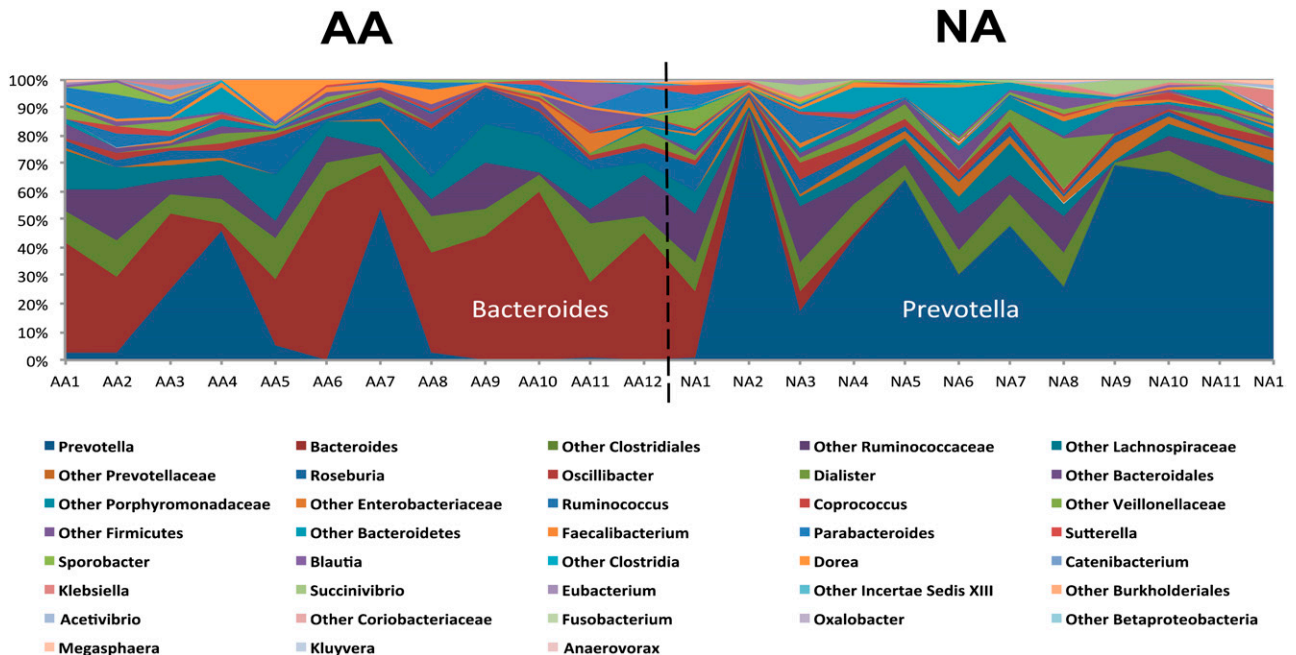 AA NA
100%
90%
80%
70%
60%
50%
40%
30%
20%
10%
0%
Bacteroides Prevotella
AA1 AA2 AA3 AA4 AA5 AA6 AA7 AA8 AA9 AA10 AA11 AA12 NA1 NA2 NA3 NA4 NA5 NA6 NA7 NA8 NA9 NA10 NA11 NA1
Prevotella Bacteroides Other Clostridiales Other Ruminococcaceae Other Lachnospiraceae
Other Prevotellaceae Roseburia Oscillibacter Dialister Other Bacteroidales
Other Porphyromonadaceae Other Enterobacteriaceae Ruminococcus Coprococcus Other Veillonellaceae
Other Firmicutes Other Bacteroidetes Faecalibacterium Parabacteroides Sutterella
Sporobacter Blautia Other Clostridia Dorea Catenibacterium
Klebsiella Succinivibrio Eubacterium Other Incertae Sedis XIII Other Burkholderiales
Acetivibrio Other Coriobacteriaceae Fusobacterium Oxalobacter Other Betaproteobacteria
Megasphaera Kluyvera Anaerovorax